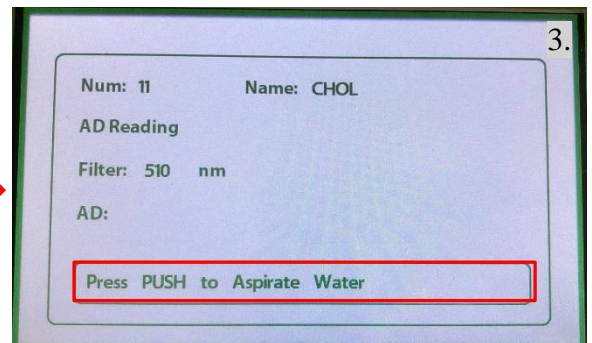 3.
Num: 11 Name: CHOL
AD Reading
Filter: 510 nm
AD:
Press PUSH to Aspirate Water